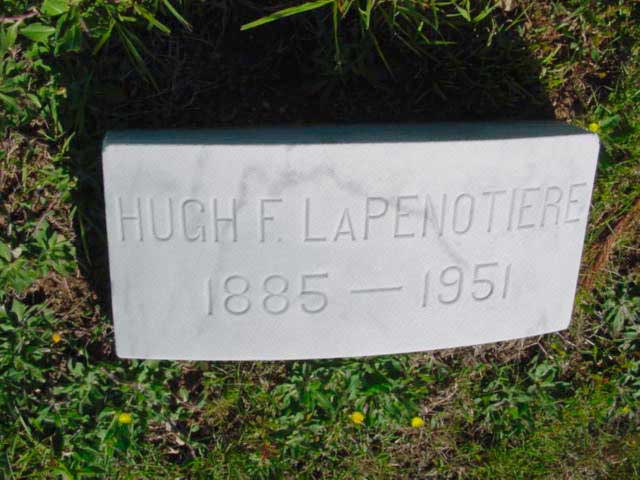 HUGH F. LAPENOTIERE
1885 — 1951